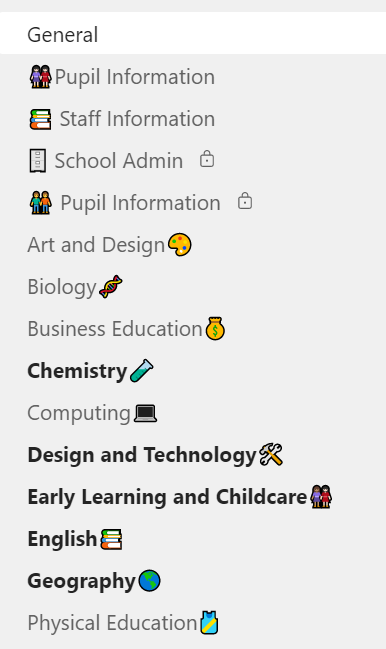 General
Pupil Information
Staff Information
School Admin
Pupil Information
Art and Design
Biology
Business Education
Chemistry
Computing
Design and Technology
Early Learning and Childcare
English
Geography
Physical Education